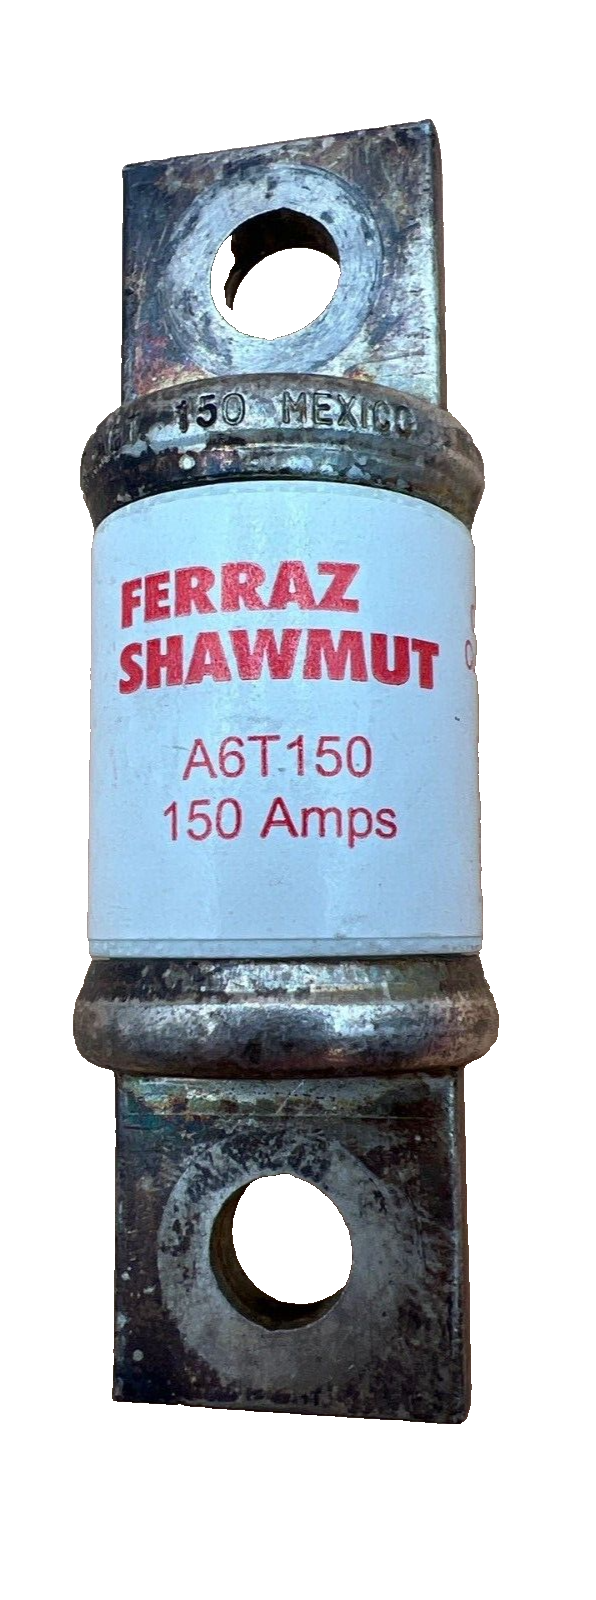 150 MEXICO
FERRAZ
SHAWMUT
A6T150
150 Amps